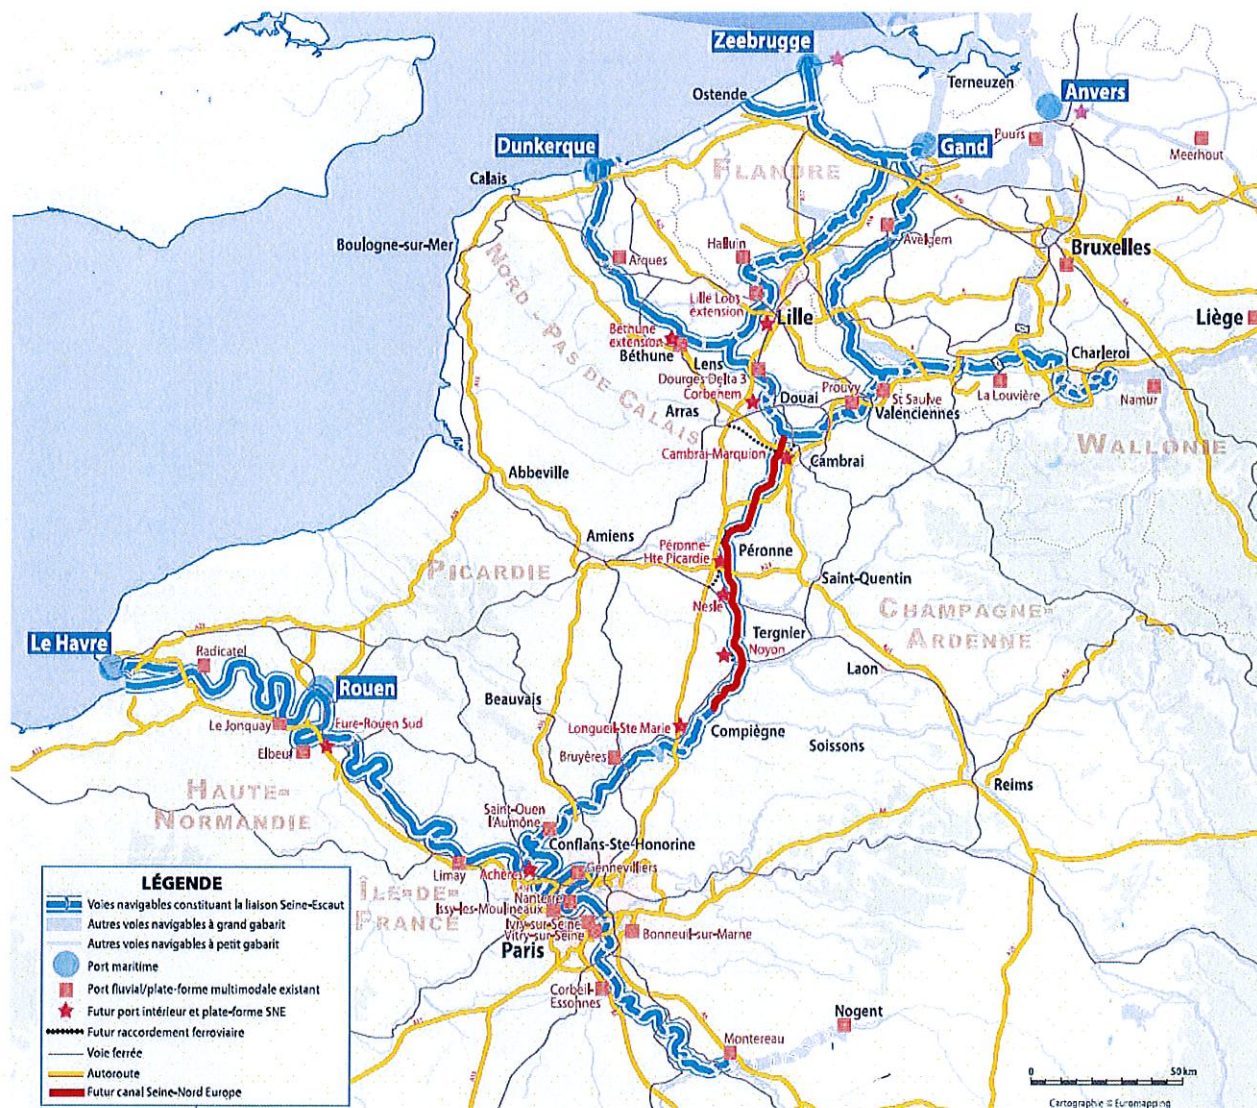 Zeebrugge
Ostende
Terneuzen
Anvers
Dunkerque
Gand
Puurs
Meerhout
Calais
FLANDRE
Boulogne-sur-Mer
Arques
Halluin
Avelgem
Bruxelles
NORD - PAS DE CALAIS
Lille Loos
extension
Lille
Liège
Béthune
extension
Béthune
Lens
Charleroi
Dourges Delta 3
Corbehem
Douai
Prouvy
St Saulve
La Louvière
Namur
Arras
Valenciennes
WALLONIE
Cambrai-Marquion
Cambrai
Abbeville
Amiens
Péronne-
Hte Picardie
Péronne
PICARDIE
Saint-Quentin
Nesle
CHAMPAGNE-
ARDENNE
Le Havre
Radicatel
Tergnier
Noyon
Laon
Rouen
Beauvais
Le Jonquay
Eure-Rouen Sud
Longueil-Ste Marie
Compiègne
Elbeuf
Bruyères
Soissons
Reims
HAUTE-
NORMANDIE
Saint-Ouen
l'Aumône
Conflans-Ste-Honorine
Limay
Achères
Gennevilliers
ÎLE-DE-
FRANCE
Nanterre
Issy-les-Moulineaux
Ivry-sur-Seine
Vitry-sur-Seine
Bonneuil-sur-Marne
Paris
Corbeil-
Essonnes
Nogent
Montereau
LÉGENDE
Voies navigables constituant la liaison Seine-Escaut
Autres voies navigables à grand gabarit
Autres voies navigables à petit gabarit
Port maritime
Port fluvial/plate-forme multimodale existant
Futur port intérieur et plate-forme SNE
Futur raccordement ferroviaire
Voie ferrée
Autoroute
Futur canal Seine-Nord Europe
0 50 km
Cartographie © Euromapping